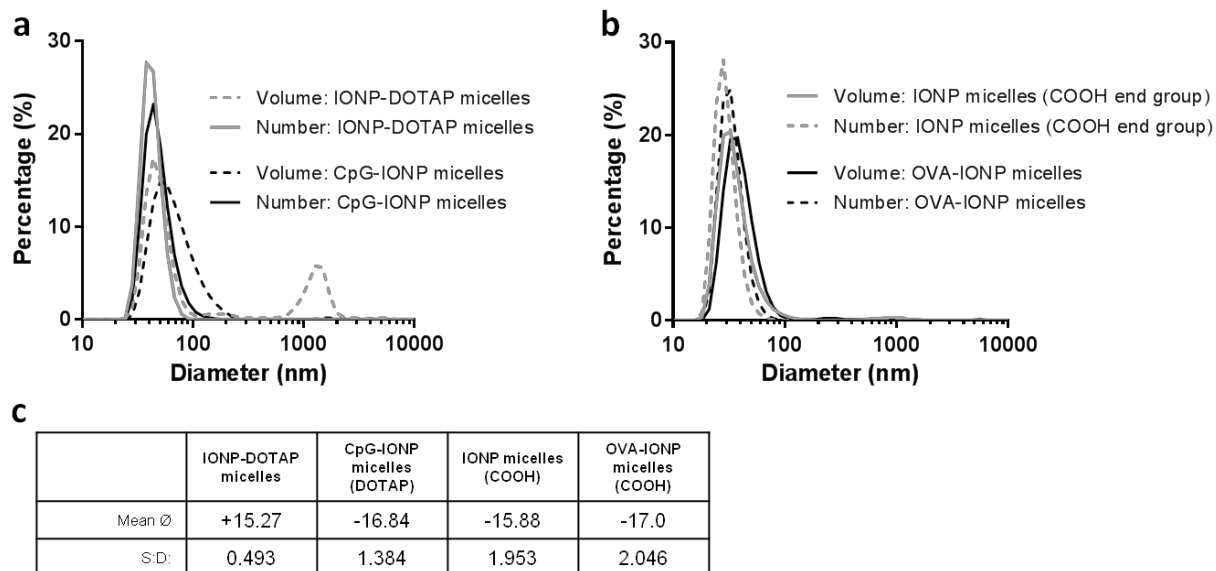 a
30
20
10
0
Percentage (%)
10
100
1000
10000
Diameter (nm)
Volume: IONP-DOTAP micelles
Number: IONP-DOTAP micelles
Volume: CpG-IONP micelles
Number: CpG-IONP micelles
b
30
20
10
0
Percentage (%)
10
100
1000
10000
Diameter (nm)
Volume: IONP micelles (COOH end group)
Number: IONP micelles (COOH end group)
Volume: OVA-IONP micelles
Number: OVA-IONP micelles
c
IONP-DOTAP
micelles
CpG-IONP
micelles
(DOTAP)
IONP micelles
(COOH)
OVA-IONP
micelles
(COOH)
Mean Ø
+15.27
-16.84
-15.88
-17.0
S:D:
0.493
1.384
1.953
2.046